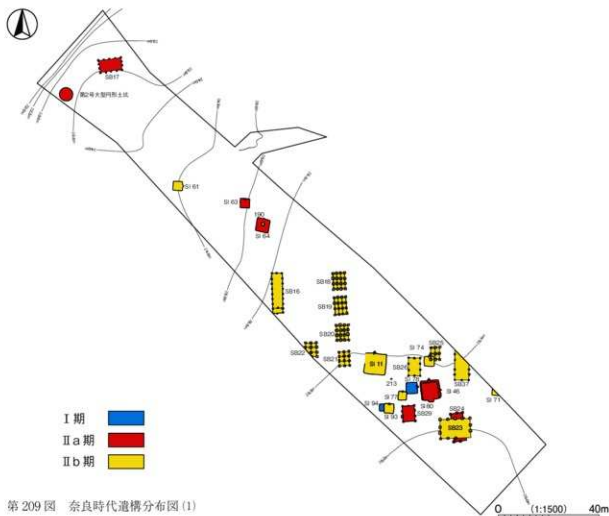 SB17
第2号大型円形土坑
SI 61
SI 63
190
SI 64
SB16
SB18
SB19
SB20
SB22
SB21
SI 11
SI 74
SB25
SB26
SB37
213
SI 46
SI 71
SI 77
SI 94
SI 93
SI 80
SB29
SB24
SB23
Ⅰ期
Ⅱa期
Ⅱb期
第209図 奈良時代遺構分布図(1)
0 (1:1500) 40m